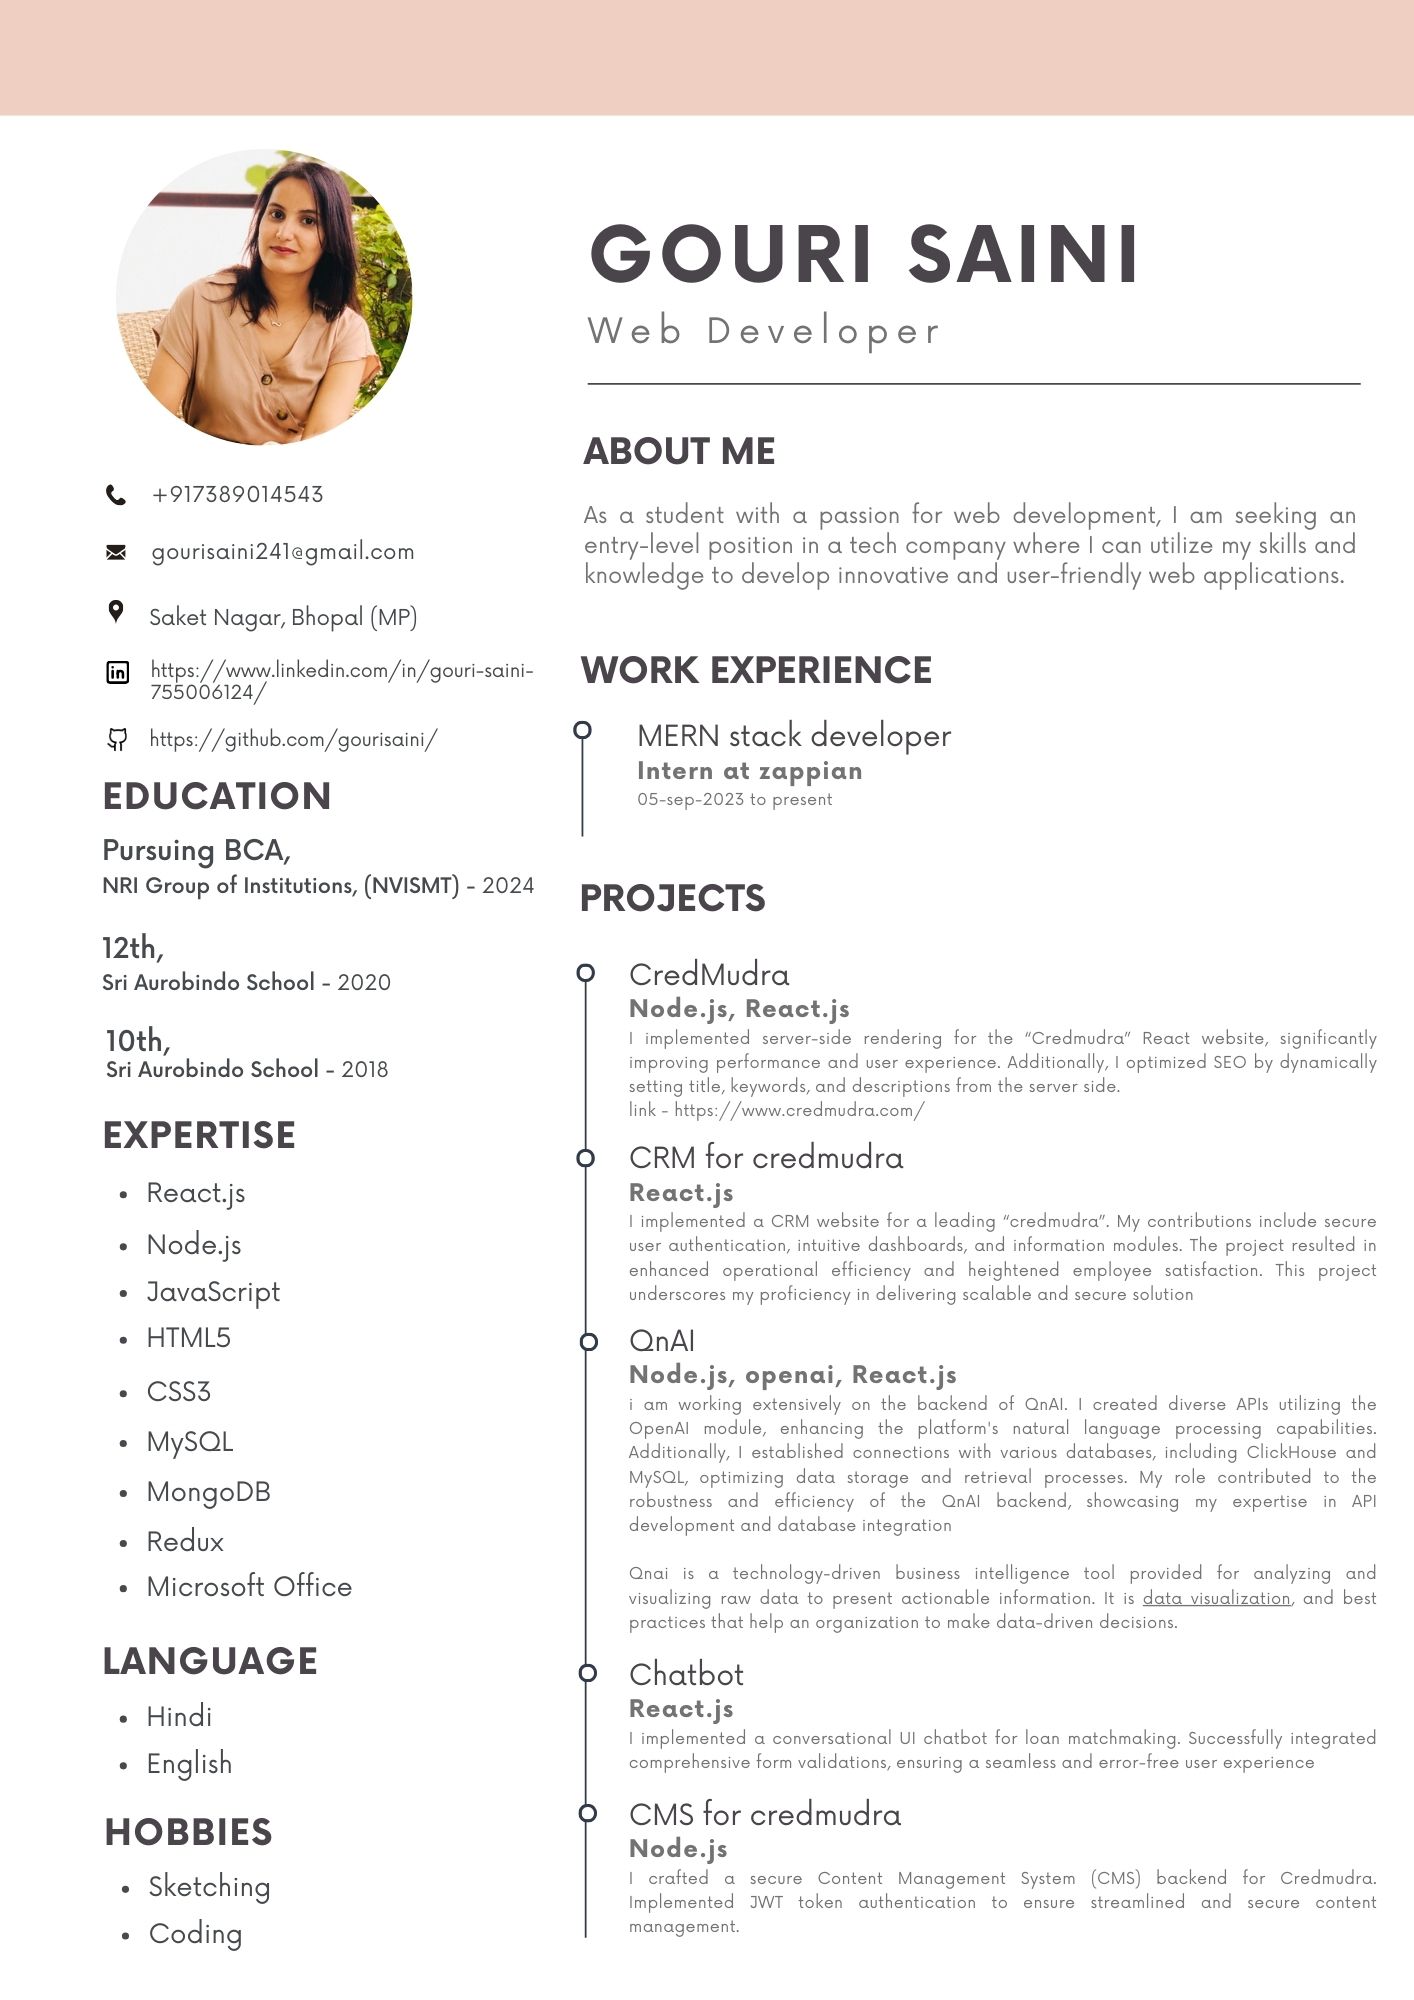 GOURI SAINI
Web Developer
+917389014543
gourisaini241@gmail.com
Saket Nagar, Bhopal (MP)
https://www.linkedin.com/in/gouri-saini-
755006124/
https://github.com/gourisaini/
EDUCATION
Pursuing BCA,
NRI Group of Institutions, (NVISMT) - 2024
12th,
Sri Aurobindo School - 2020
10th,
Sri Aurobindo School - 2018
EXPERTISE
• React.js
• Node.js
• JavaScript
• HTML5
• CSS3
• MySQL
• MongoDB
• Redux
• Microsoft Office
LANGUAGE
• Hindi
• English
HOBBIES
• Sketching
• Coding
ABOUT ME
As a student with a passion for web development, I am seeking an
entry-level position in a tech company where I can utilize my skills and
knowledge to develop innovative and user-friendly web applications.
WORK EXPERIENCE
MERN stack developer
Intern at zappian
05-sep-2023 to present
PROJECTS
CredMudra
Node.js, React.js
I implemented server-side rendering for the “Credmudra” React website, significantly
improving performance and user experience. Additionally, I optimized SEO by dynamically
setting title, keywords, and descriptions from the server side.
link - https://www.credmudra.com/
CRM for credmudra
React.js
I implemented a CRM website for a leading “credmudra”. My contributions include secure
user authentication, intuitive dashboards, and information modules. The project resulted in
enhanced operational efficiency and heightened employee satisfaction. This project
underscores my proficiency in delivering scalable and secure solution
QnAI
Node.js, openai, React.js
i am working extensively on the backend of QnAI. I created diverse APIs utilizing the
OpenAI module, enhancing the platform's natural language processing capabilities.
Additionally, I established connections with various databases, including ClickHouse and
MySQL, optimizing data storage and retrieval processes. My role contributed to the
robustness and efficiency of the QnAI backend, showcasing my expertise in API
development and database integration
Qnai is a technology-driven business intelligence tool provided for analyzing and
visualizing raw data to present actionable information. It is data visualization, and best
practices that help an organization to make data-driven decisions.
Chatbot
React.js
I implemented a conversational UI chatbot for loan matchmaking. Successfully integrated
comprehensive form validations, ensuring a seamless and error-free user experience
CMS for credmudra
Node.js
I crafted a secure Content Management System (CMS) backend for Credmudra.
Implemented JWT token authentication to ensure streamlined and secure content
management.